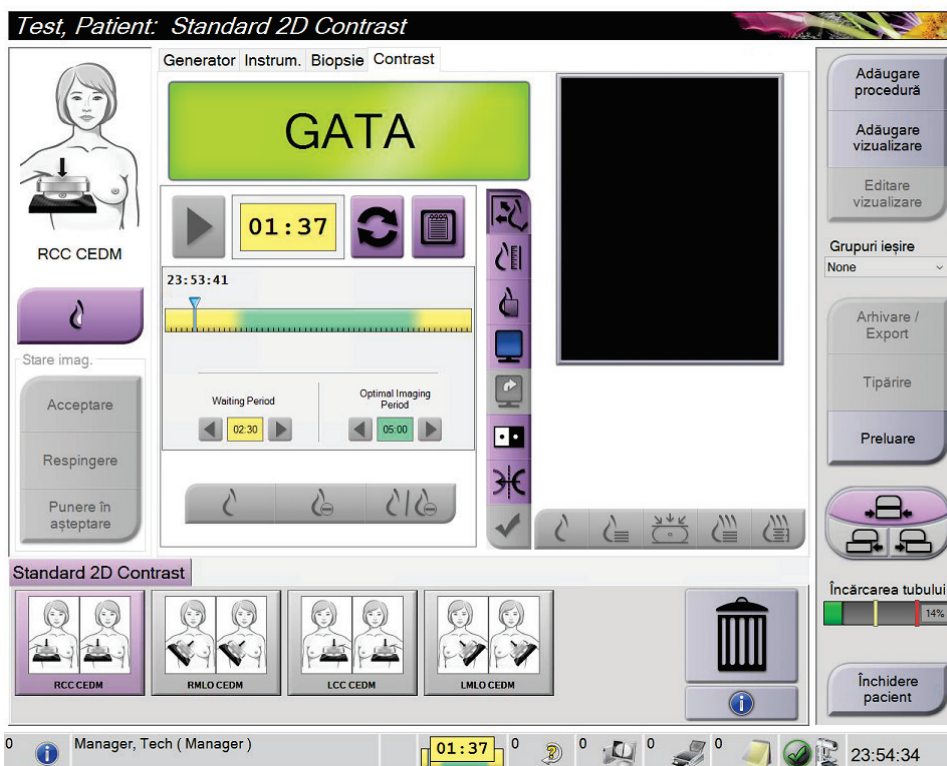 Test, Patient:  Standard 2D Contrast
Generator Instrum. Biopsie Contrast
GATA
RCC CEDM
01:37
23:53:41
Waiting Period
Optimal Imaging
Period
02:30
05:00
Stare imag.
Acceptare
Respingere
Punere în
așteptare
Adăugare
procedură
Adăugare
vizualizare
Editare
vizualizare
Grupuri ieșire
None
Arhivare /
Export
Tipărire
Preluare
Încărcarea tubului
14%
Închidere
pacient
Standard 2D Contrast
RCC CEDM
RMLO CEDM
LCC CEDM
LMLO CEDM
0 Manager, Tech ( Manager ) 01:37 0 0 0 0 23:54:34